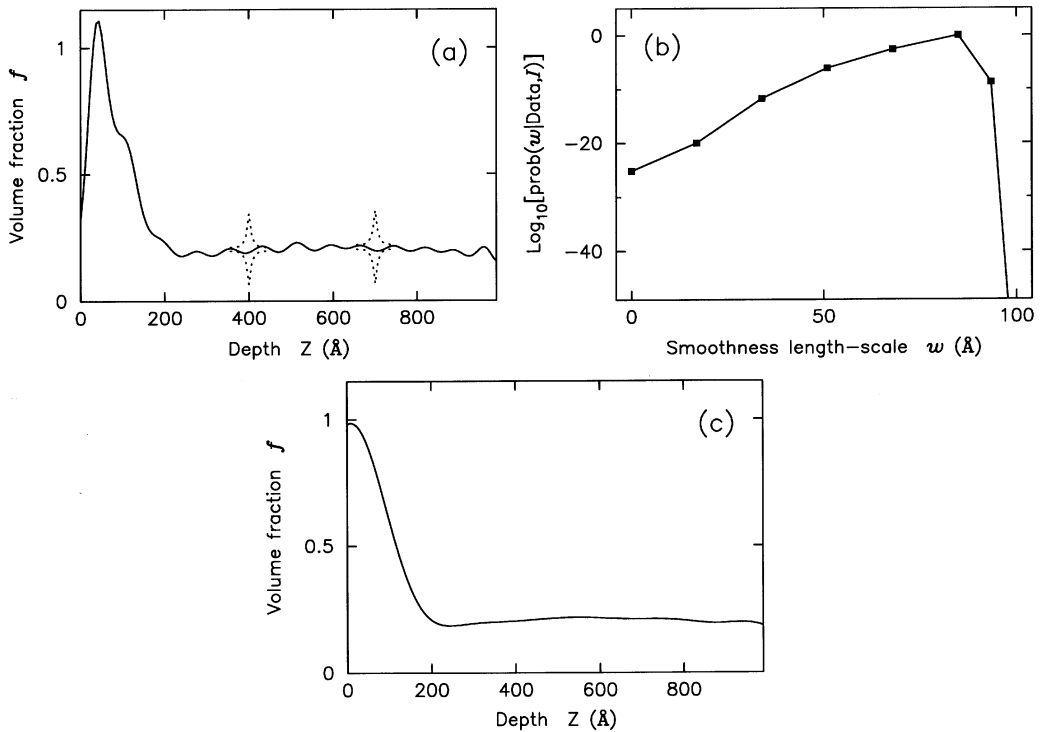 (a)
Volume fraction f
1
0.5
0
0 200 400 600 800
Depth Z (Å)
(b)
Log10[prob(w|Data,I)]
0
−20
−40
0 50 100
Smoothness length−scale w (Å)
(c)
Volume fraction f
1
0.5
0
0 200 400 600 800
Depth Z (Å)